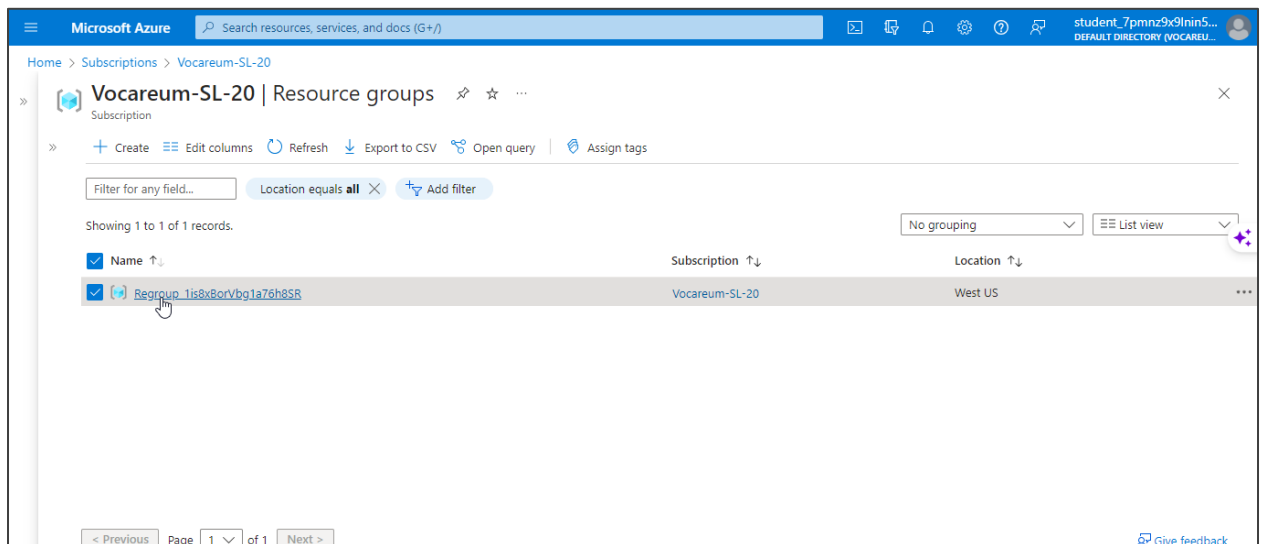 Microsoft Azure
Search resources, services, and docs (G+/)
student_7pmnz9x9lnin5...
DEFAULT DIRECTORY (VOCAREU...
Home > Subscriptions > Vocareum-SL-20
Vocareum-SL-20 | Resource groups
Subscription
Create Edit columns Refresh Export to CSV Open query Assign tags
Filter for any field... Location equals all Add filter
Showing 1 to 1 of 1 records. No grouping List view
Name Subscription Location
Regroup_1is8xBorVbg1a76h8SR Vocareum-SL-20 West US
< Previous Page 1 of 1 Next > Give feedback